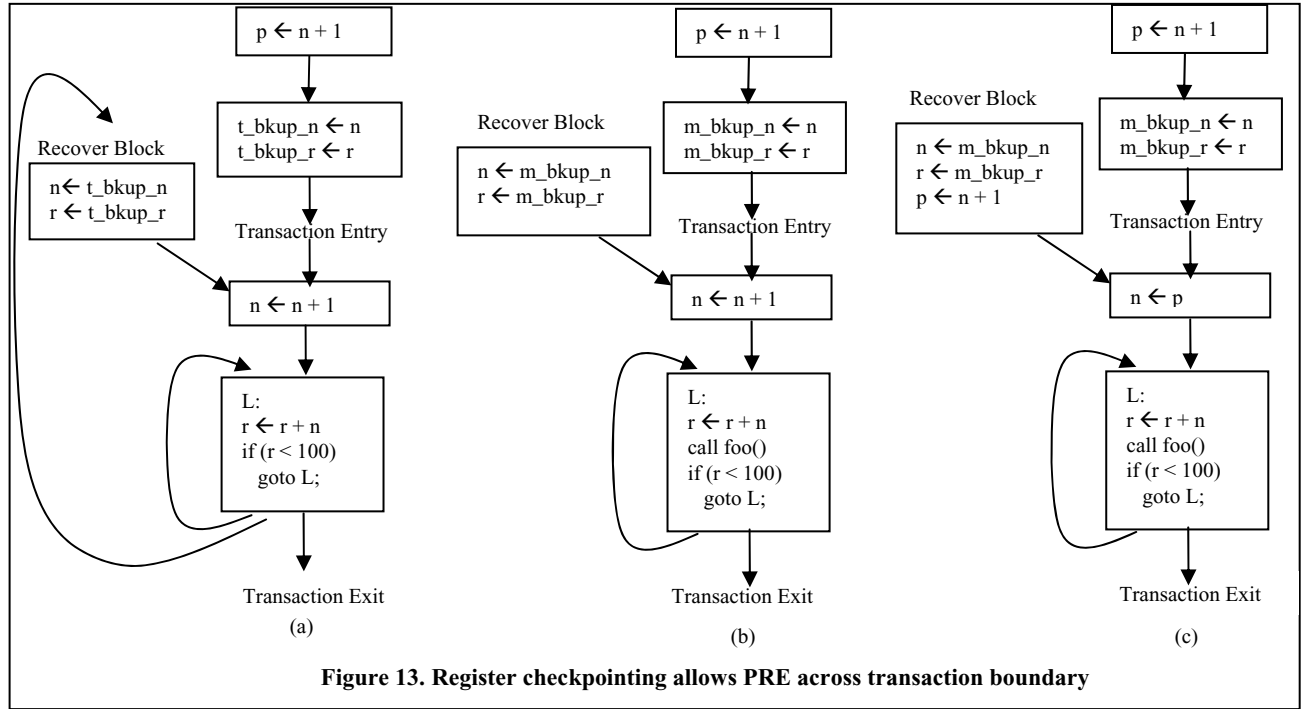 p ← n + 1
t_bkup_n ← n
t_bkup_r ← r
Recover Block
n← t_bkup_n
r ← t_bkup_r
Transaction Entry
n ← n + 1
L:
r ← r + n
if (r < 100)
goto L;
Transaction Exit
(a)
p ← n + 1
m_bkup_n ← n
m_bkup_r ← r
Recover Block
n ← m_bkup_n
r ← m_bkup_r
Transaction Entry
n ← n + 1
L:
r ← r + n
call foo()
if (r < 100)
goto L;
Transaction Exit
(b)
p ← n + 1
m_bkup_n ← n
m_bkup_r ← r
Recover Block
n ← m_bkup_n
r ← m_bkup_r
p ← n + 1
Transaction Entry
n ← p
L:
r ← r + n
call foo()
if (r < 100)
goto L;
Transaction Exit
(c)
Figure 13. Register checkpointing allows PRE across transaction boundary